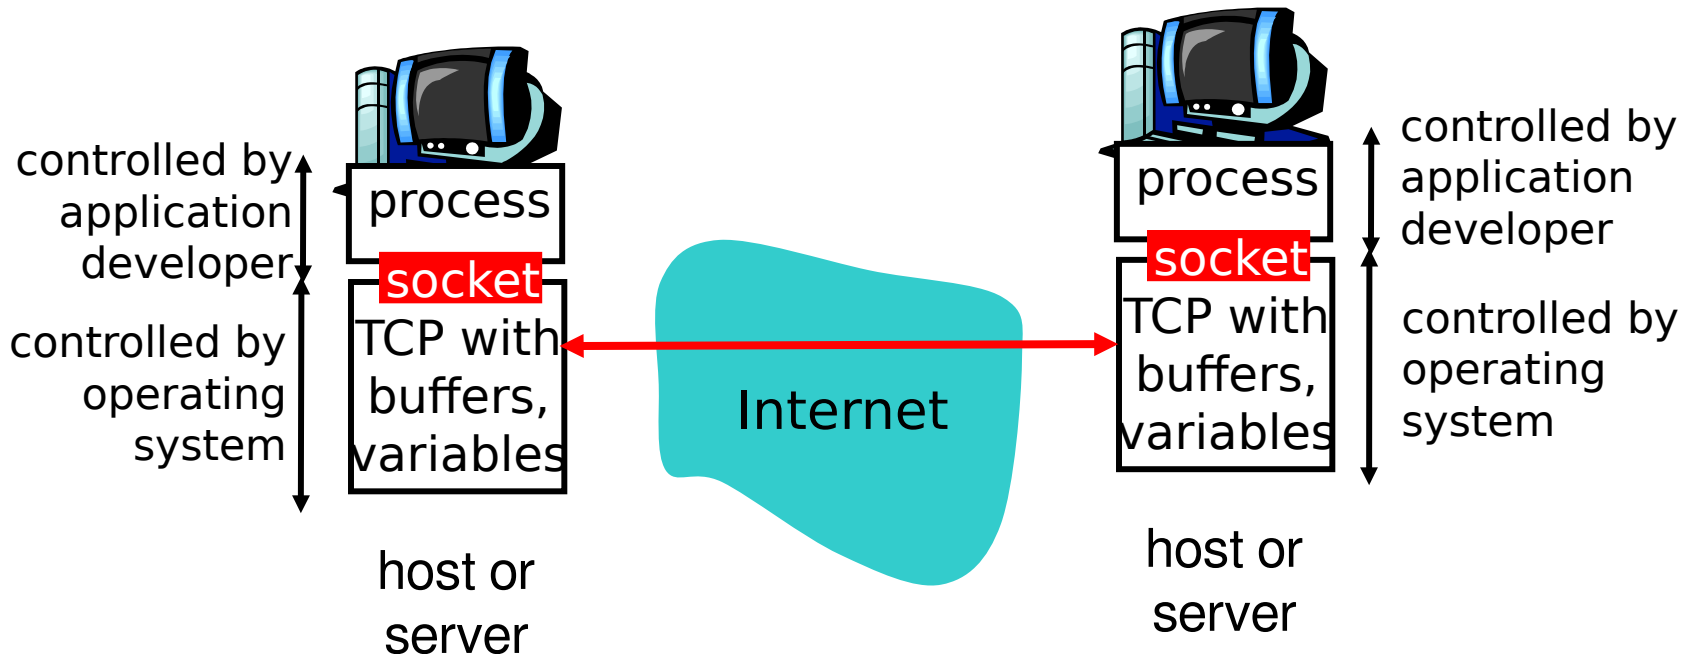 controlled by
application
developer
process
socket
controlled by
operating
system
TCP with
buffers,
variables
host or
server
Internet
process
socket
TCP with
buffers,
variables
host or
server
controlled by
application
developer
controlled by
operating
system